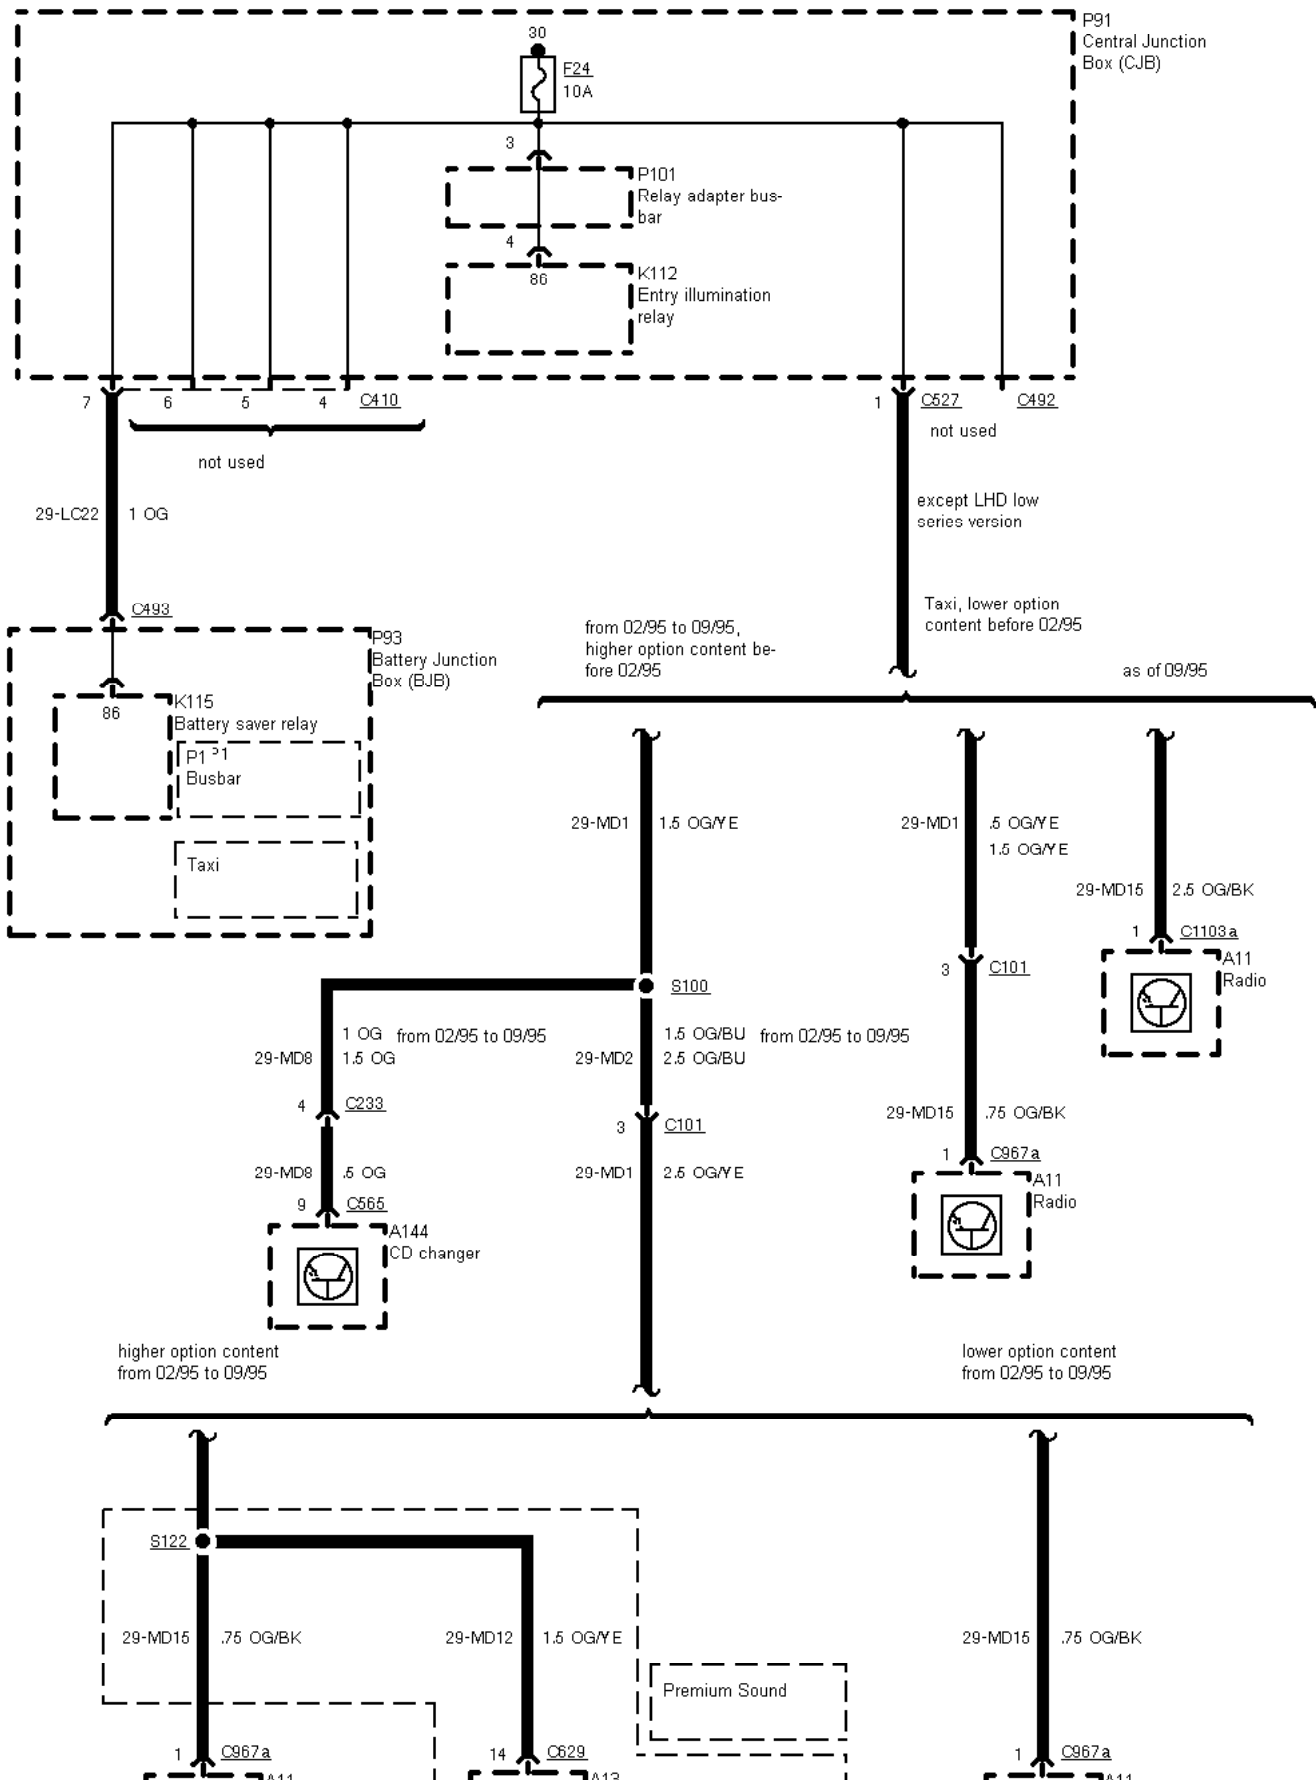 P91
Central Junction
Box (CJB)
30
F24
10A
3
P101
Relay adapter bus-
bar
4
86
K112
Entry illumination
relay
7
6
5
4
C410
1
C527
C492
not used
not used
29-LC22
1 OG
except LHD low
series version
C493
Taxi, lower option
content before 02/95
from 02/95 to 09/95,
higher option content be-
fore 02/95
as of 09/95
P93
Battery Junction
Box (BJB)
86
K115
Battery saver relay
P1 P1
Busbar
Taxi
29-MD1
1.5 OG/YE
29-MD1
.5 OG/YE
1.5 OG/YE
29-MD15
2.5 OG/BK
1
C1103a
A11
Radio
3
C101
S100
1 OG from 02/95 to 09/95
29-MD8
1.5 OG
1.5 OG/BU from 02/95 to 09/95
29-MD2
2.5 OG/BU
4
C233
3
C101
29-MD15
.75 OG/BK
1
C967a
A11
Radio
29-MD8
.5 OG
29-MD1
2.5 OG/YE
9
C565
A144
CD changer
higher option content
from 02/95 to 09/95
lower option content
from 02/95 to 09/95
S122
29-MD15
.75 OG/BK
29-MD12
1.5 OG/YE
29-MD15
.75 OG/BK
Premium Sound
1
C967a
14
C629
1
C967a
A11
A13
A11